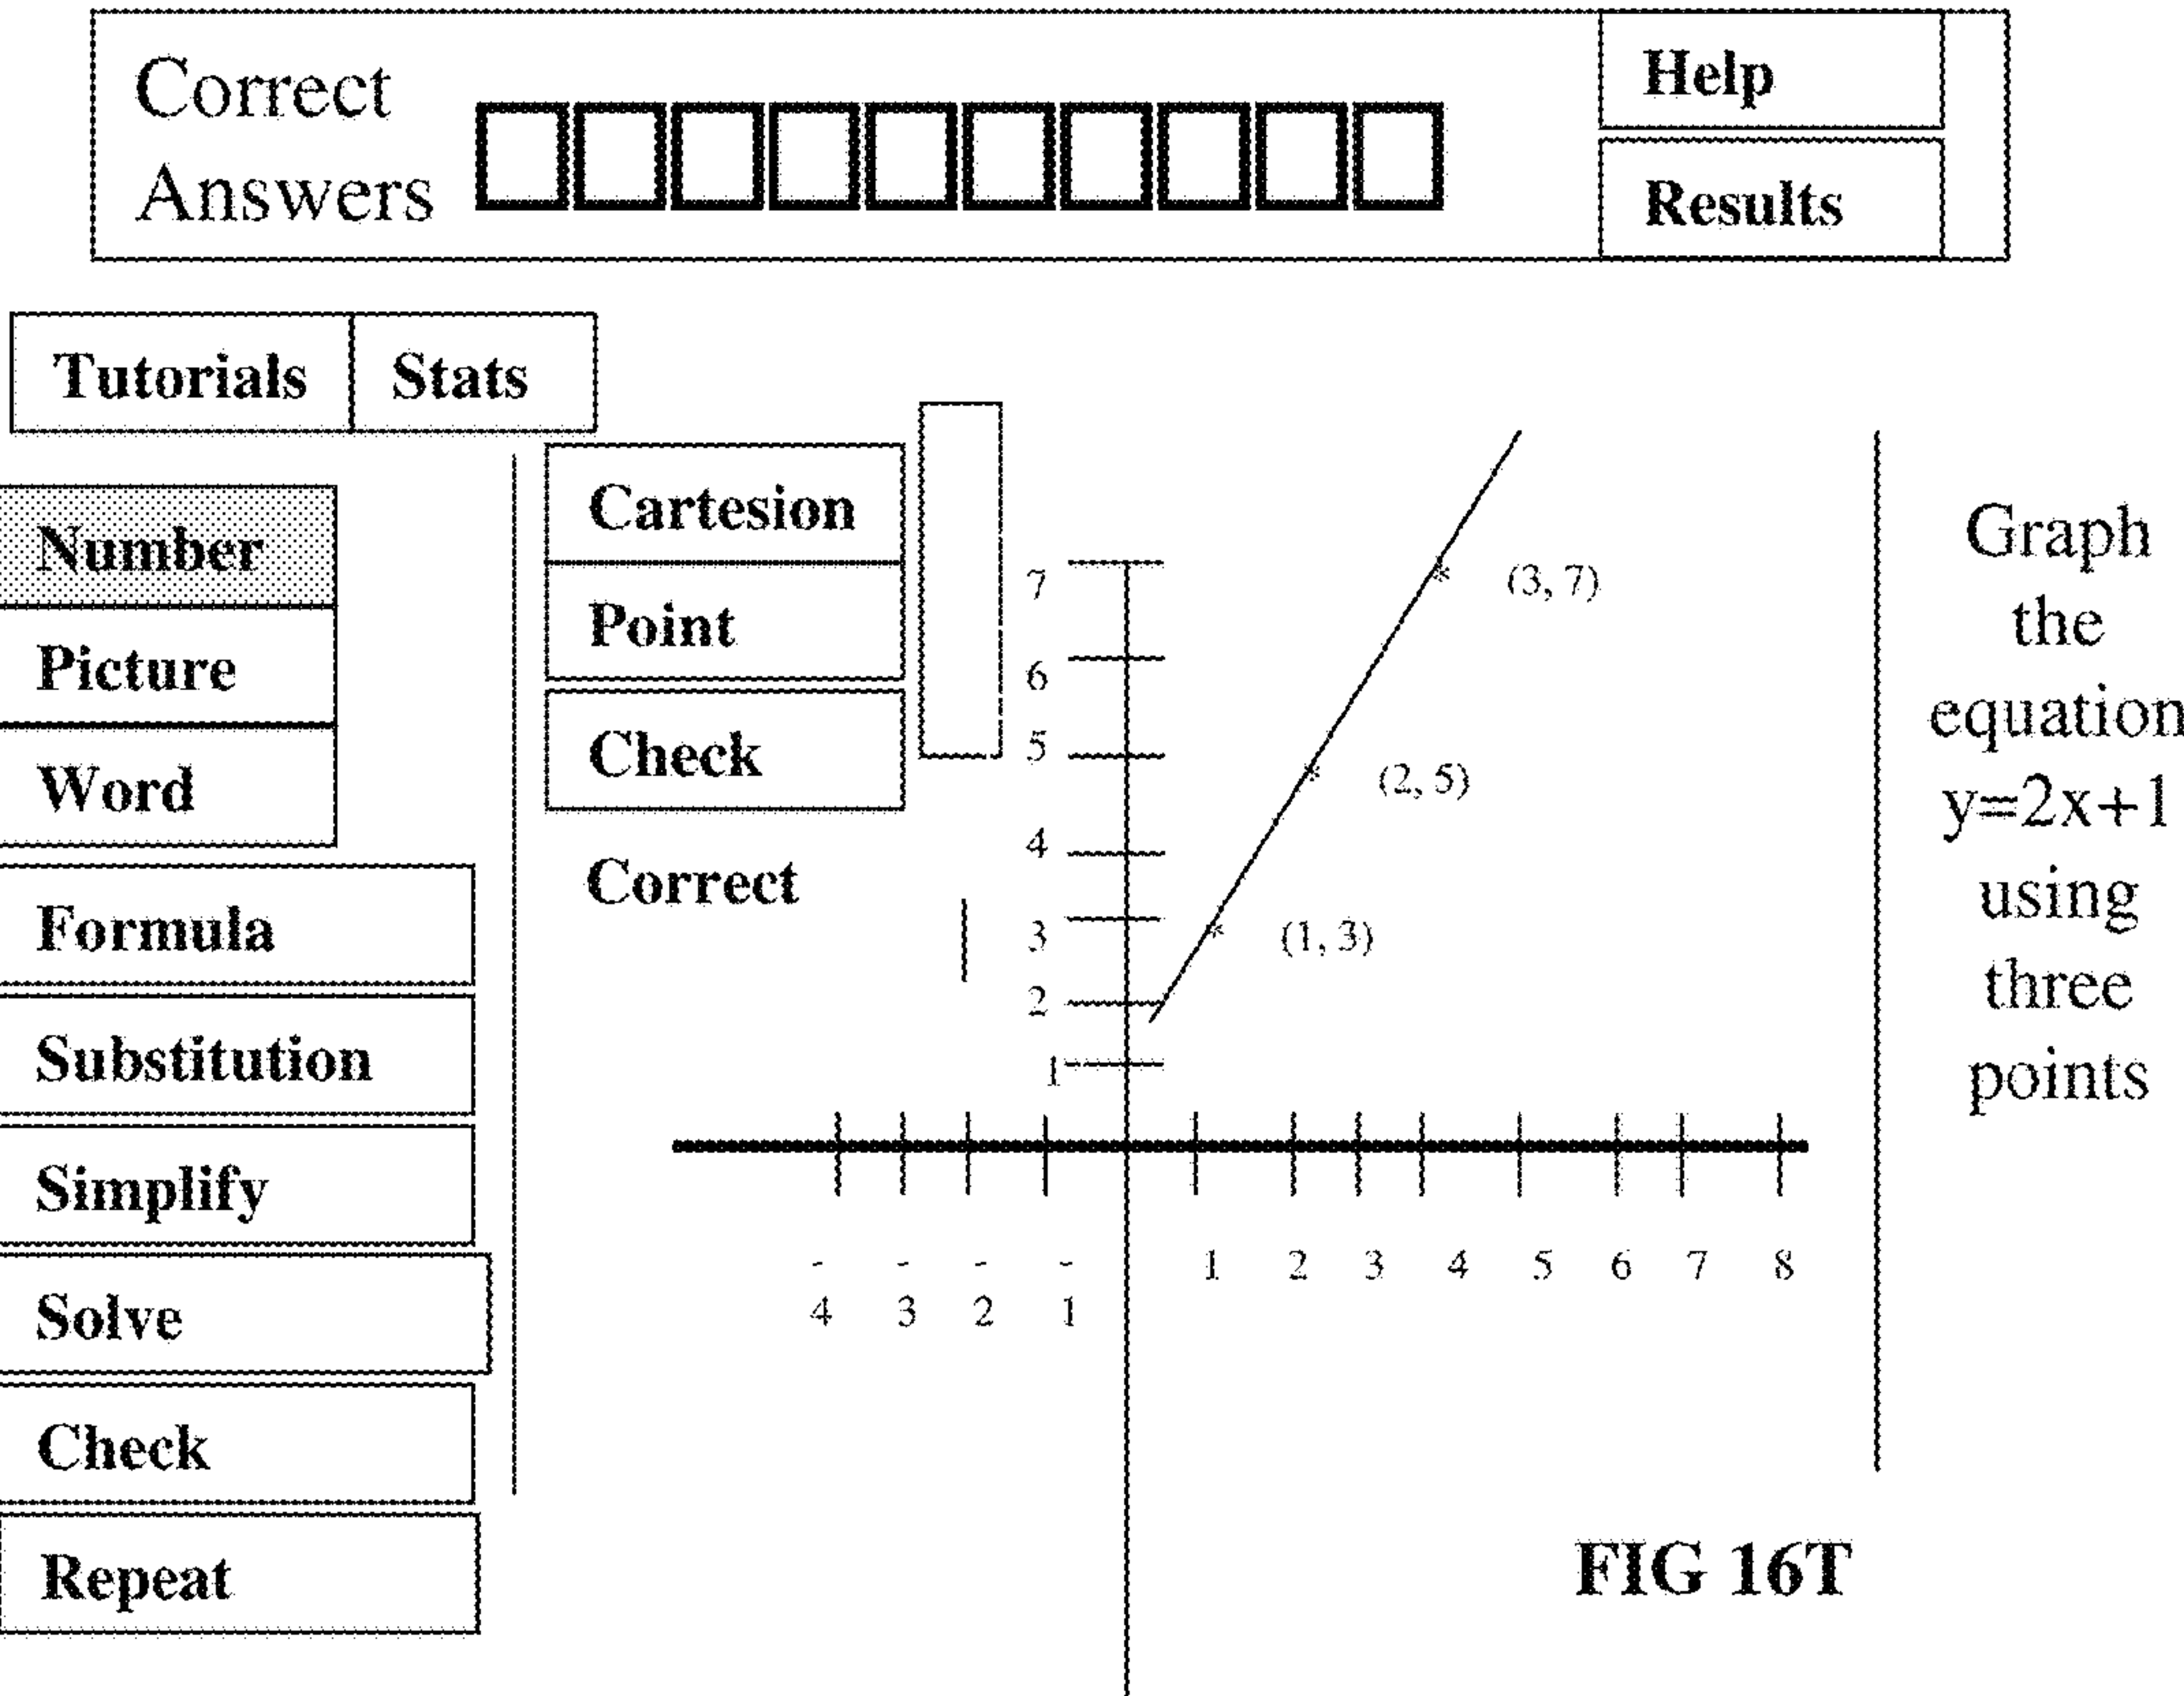 Correct
Answers
Help
Results
Tutorials
Stats
Number
Picture
Word
Formula
Substitution
Simplify
Solve
Check
Repeat
Cartesion
Point
Check
Correct
7
6
5
4
3
2
1
(3, 7)
(2, 5)
(1, 3)
- - - - 1 2 3 4 5 6 7 8
4 3 2 1
Graph
the
equation
y=2x+1
using
three
points
FIG 16T